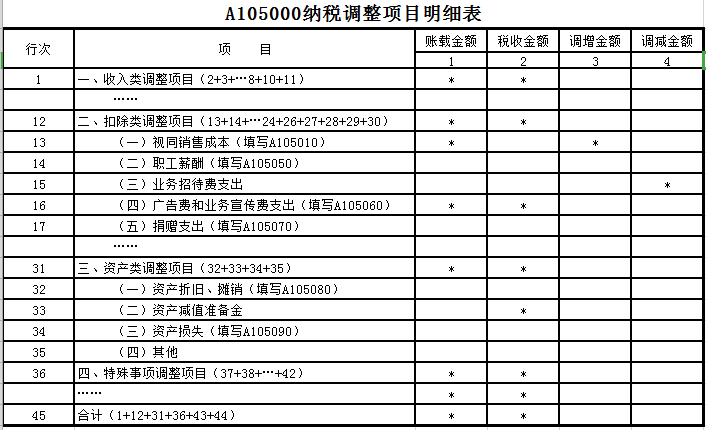 A105000纳税调整项目明细表
行次 项 目 账载金额 税收金额 调增金额 调减金额
1 2 3 4
1 一、收入类调整项目（2+3+…8+10+11） * *
……
12 二、扣除类调整项目（13+14+…24+26+27+28+29+30） * *
13 （一）视同销售成本（填写A105010） * *
14 （二）职工薪酬（填写A105050）
15 （三）业务招待费支出 *
16 （四）广告费和业务宣传费支出（填写A105060） * *
17 （五）捐赠支出（填写A105070）
……
31 三、资产类调整项目（32+33+34+35） * *
32 （一）资产折旧、摊销（填写A105080）
33 （二）资产减值准备金 *
34 （三）资产损失（填写A105090）
35 （四）其他
36 四、特殊事项调整项目（37+38+…+42） * *
…… * *
45 合计（1+12+31+36+43+44） * *